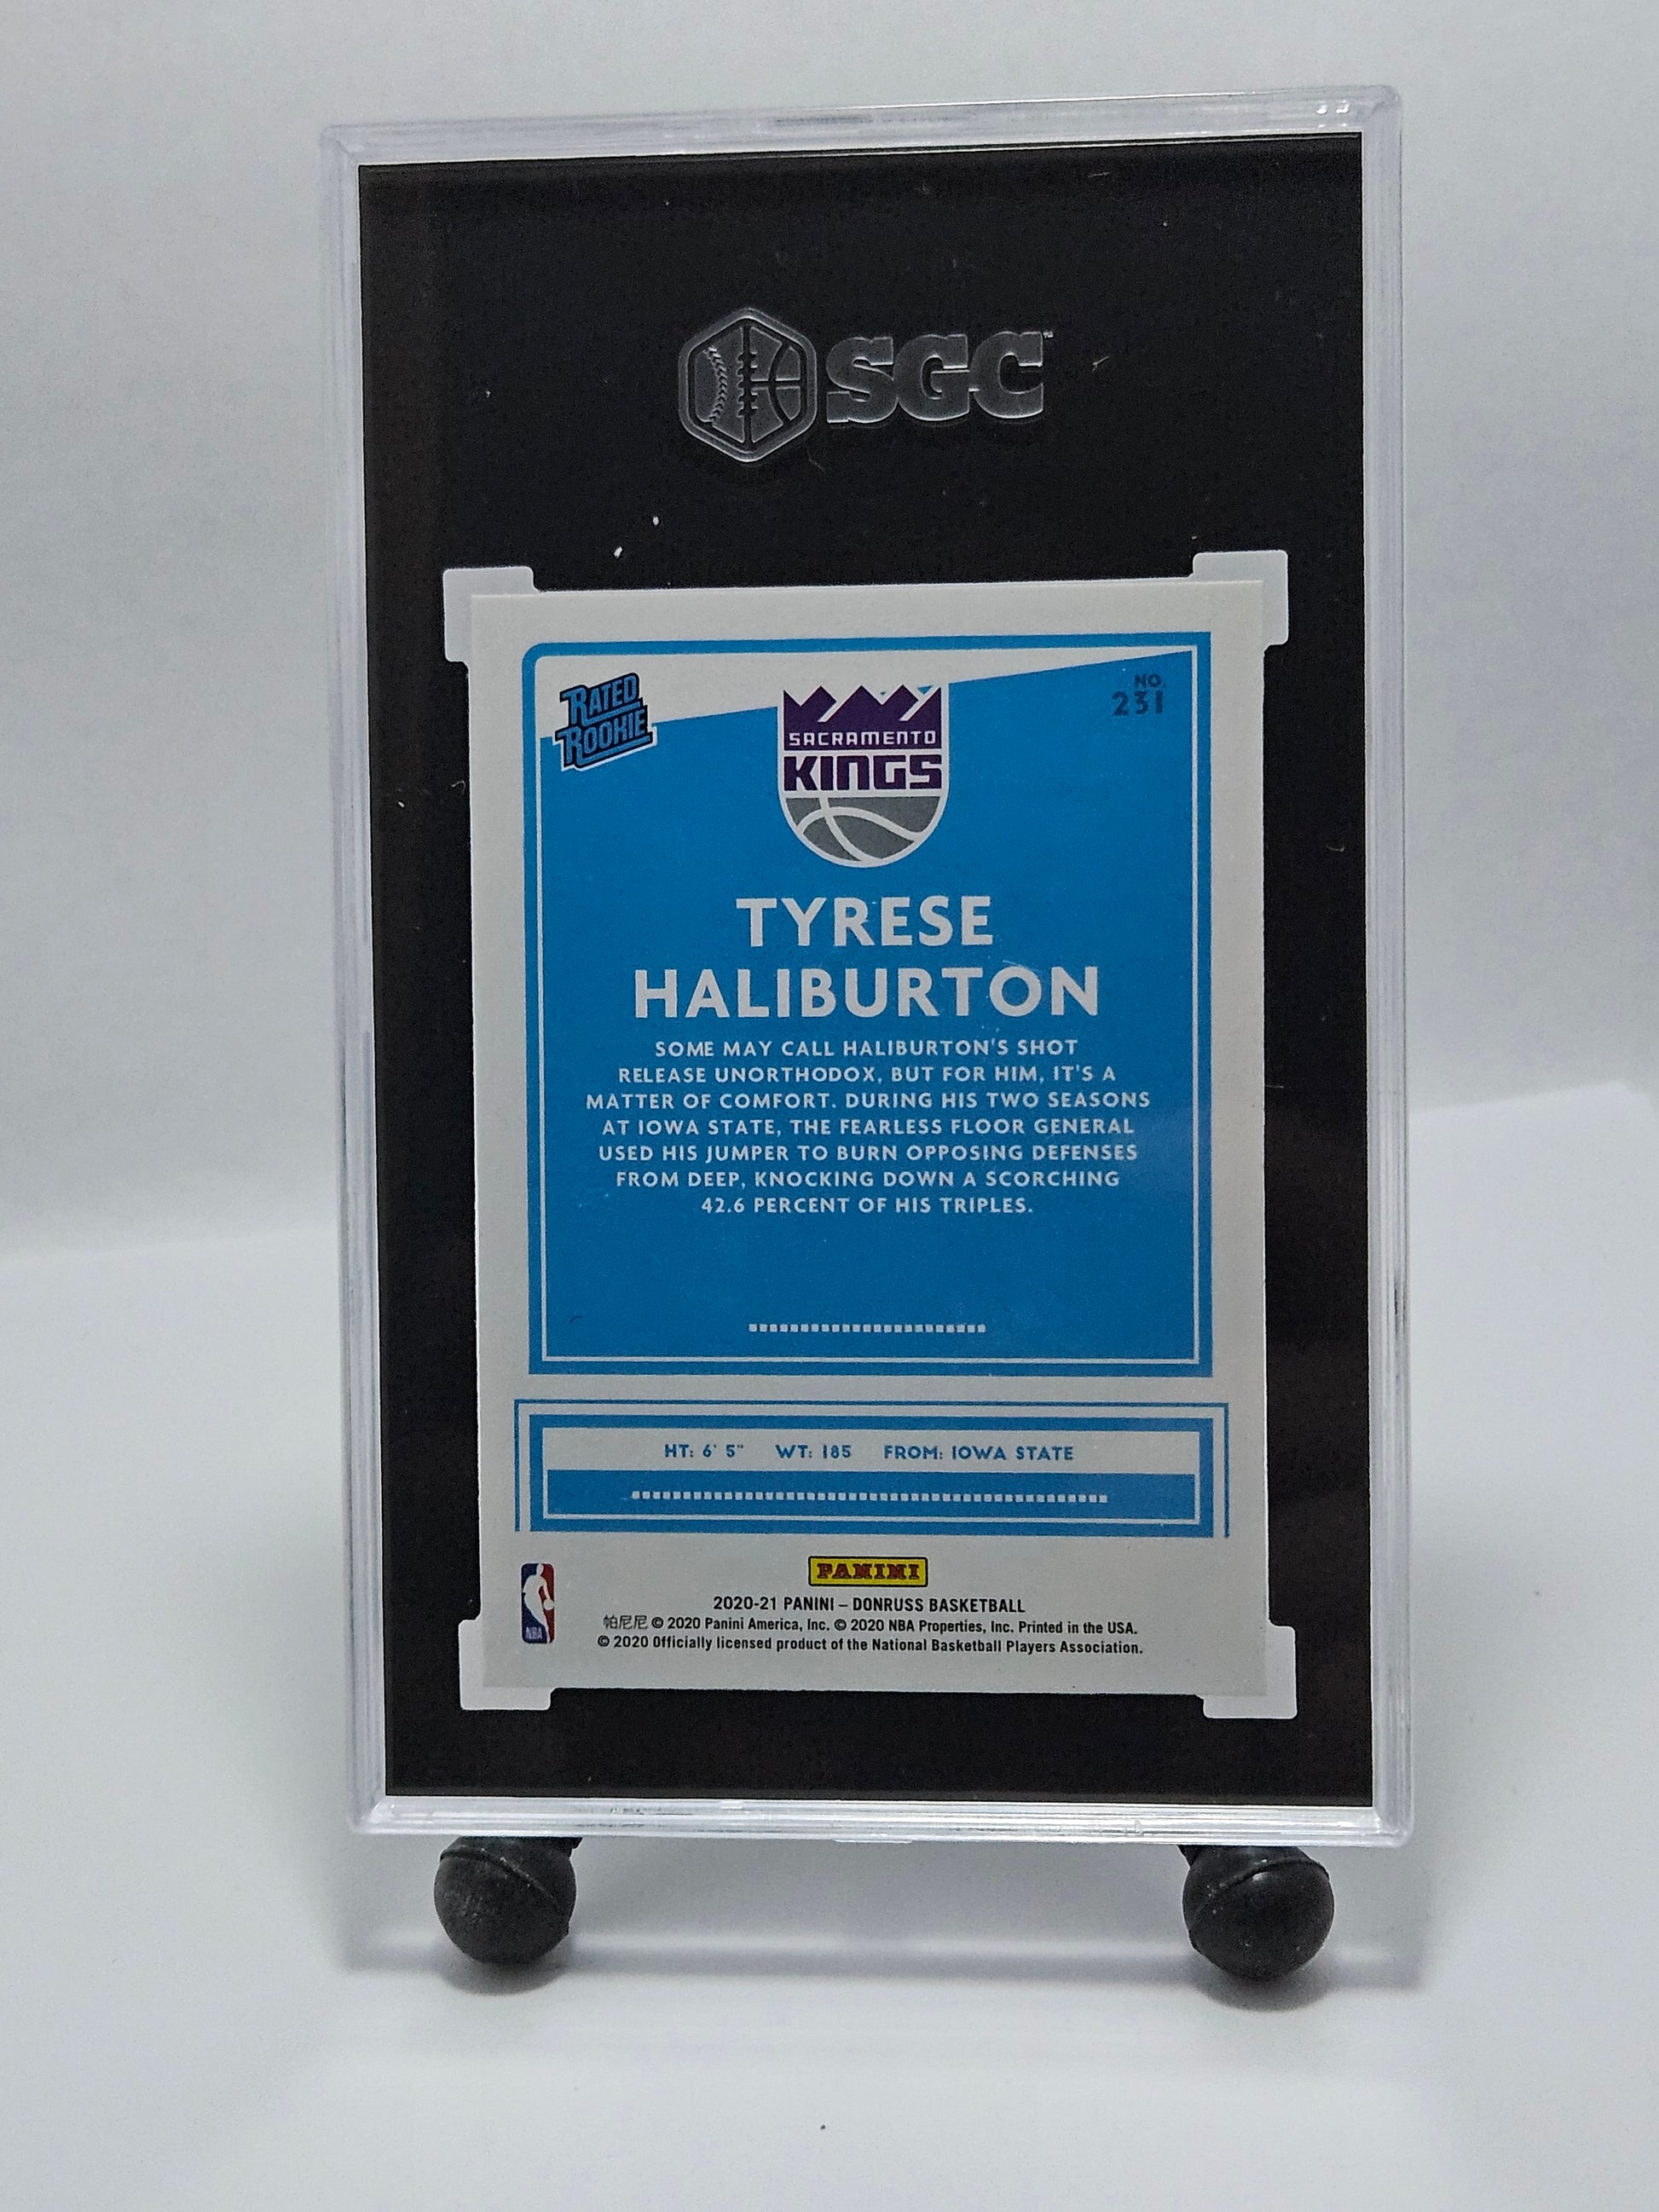 SGC™
RATED
ROOKIE
NO.
231
SACRAMENTO
KINGS
TYRESE
HALIBURTON
SOME MAY CALL HALIBURTON'S SHOT
RELEASE UNORTHODOX, BUT FOR HIM, IT'S A
MATTER OF COMFORT. DURING HIS TWO SEASONS
AT IOWA STATE, THE FEARLESS FLOOR GENERAL
USED HIS JUMPER TO BURN OPPOSING DEFENSES
FROM DEEP, KNOCKING DOWN A SCORCHING
42.6 PERCENT OF HIS TRIPLES.
HT: 6' 5" WT: 185 FROM: IOWA STATE
PANINI
2020-21 PANINI – DONRUSS BASKETBALL
帕尼尼 © 2020 Panini America, Inc. © 2020 NBA Properties, Inc. Printed in the USA.
© 2020 Officially licensed product of the National Basketball Players Association.
NBA